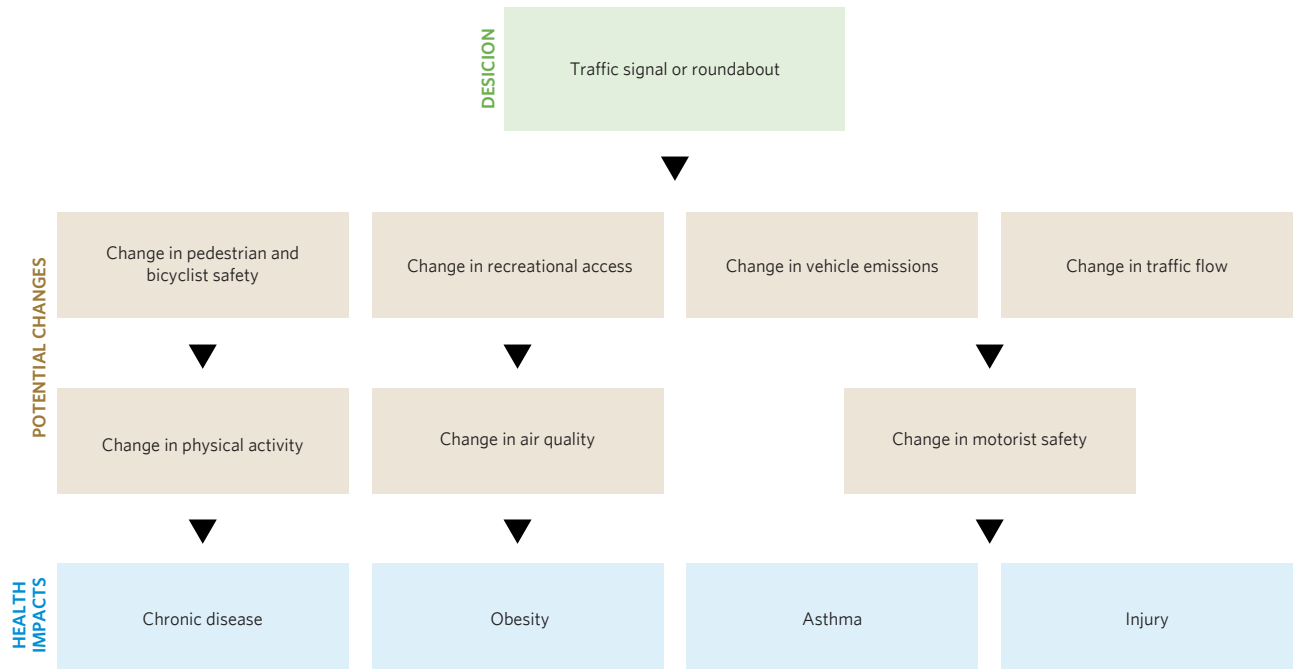 DESICION
Traffic signal or roundabout
POTENTIAL CHANGES
Change in pedestrian and
bicyclist safety
Change in recreational access
Change in vehicle emissions
Change in traffic flow
Change in physical activity
Change in air quality
Change in motorist safety
HEALTH
IMPACTS
Chronic disease
Obesity
Asthma
Injury